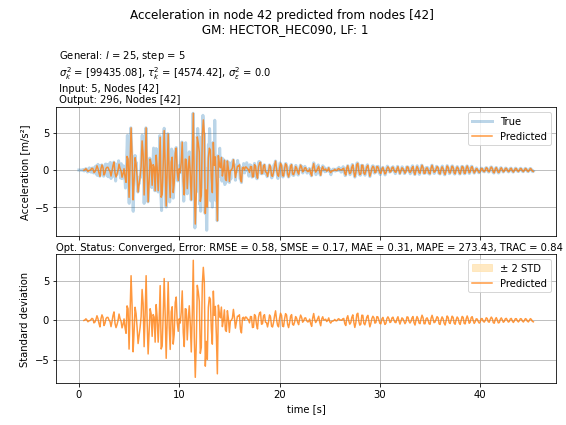 Acceleration in node 42 predicted from nodes [42]
GM: HECTOR_HEC090, LF: 1
General: l = 25, step = 5
σ²ₖ = [99435.08], τ²ₖ = [4574.42], σ²ε = 0.0
Input: 5, Nodes [42]
Output: 296, Nodes [42]
Acceleration [m/s²]
5
0
−5
True
Predicted
Opt. Status: Converged, Error: RMSE = 0.58, SMSE = 0.17, MAE = 0.31, MAPE = 273.43, TRAC = 0.84
Standard deviation
5
0
−5
± 2 STD
Predicted
0 10 20 30 40
time [s]